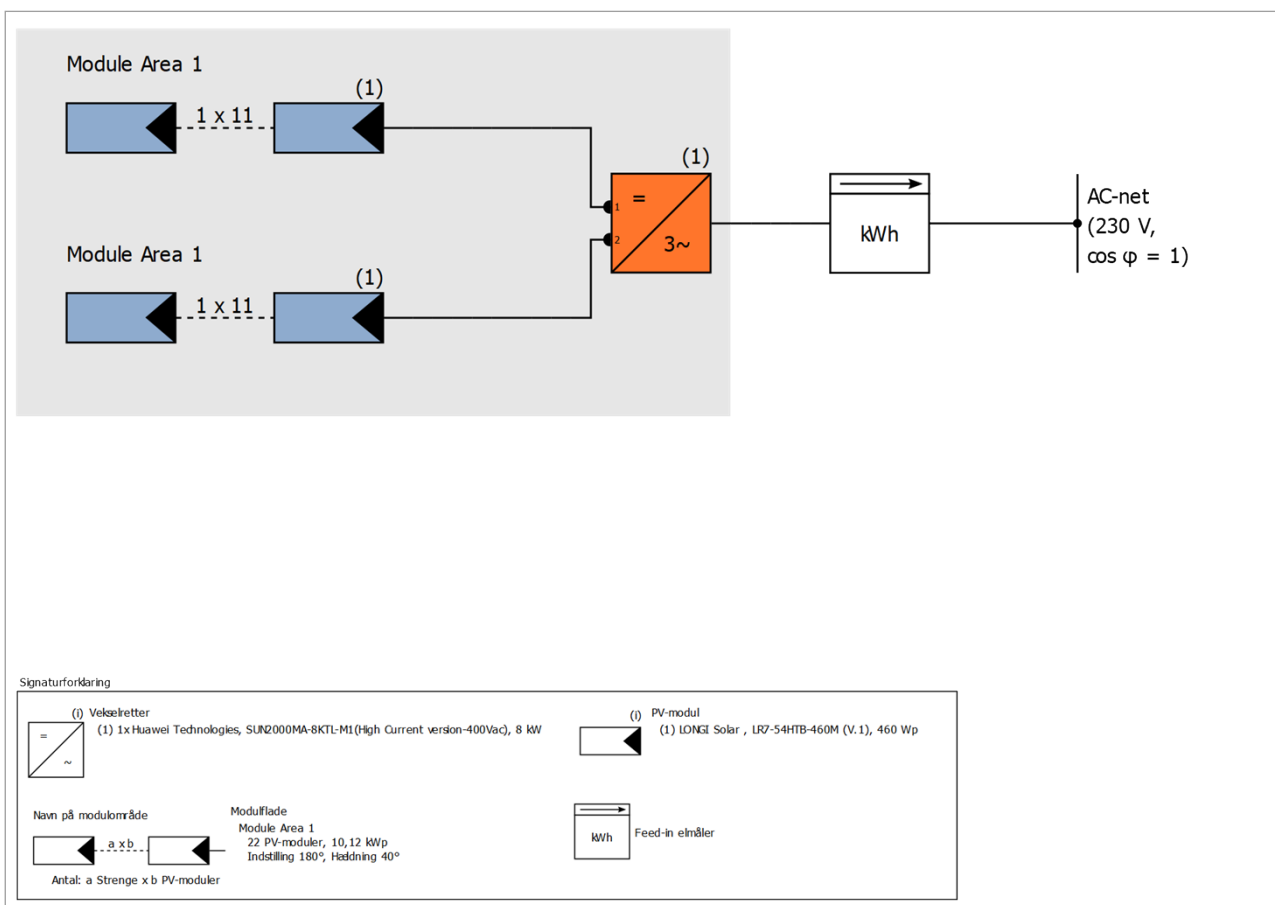 Module Area 1
(1)
1 x 11
(1)
=
1
2
3~
Module Area 1
(1)
1 x 11
kWh
AC-net
(230 V,
cos φ = 1)
Signaturforklaring
(i) Vekselretter
(1) 1x Huawei Technologies, SUN2000MA-8KTL-M1(High Current version-400Vac), 8 kW
=
~
(i) PV-modul
(1) LONGI Solar , LR7-54HTB-460M (V.1), 460 Wp
Navn på modulområde
a x b
Antal: a Strenge x b PV-moduler
Modulflade
Module Area 1
22 PV-moduler, 10,12 kWp
Indstilling 180°, Hældning 40°
kWh
Feed-in elmåler